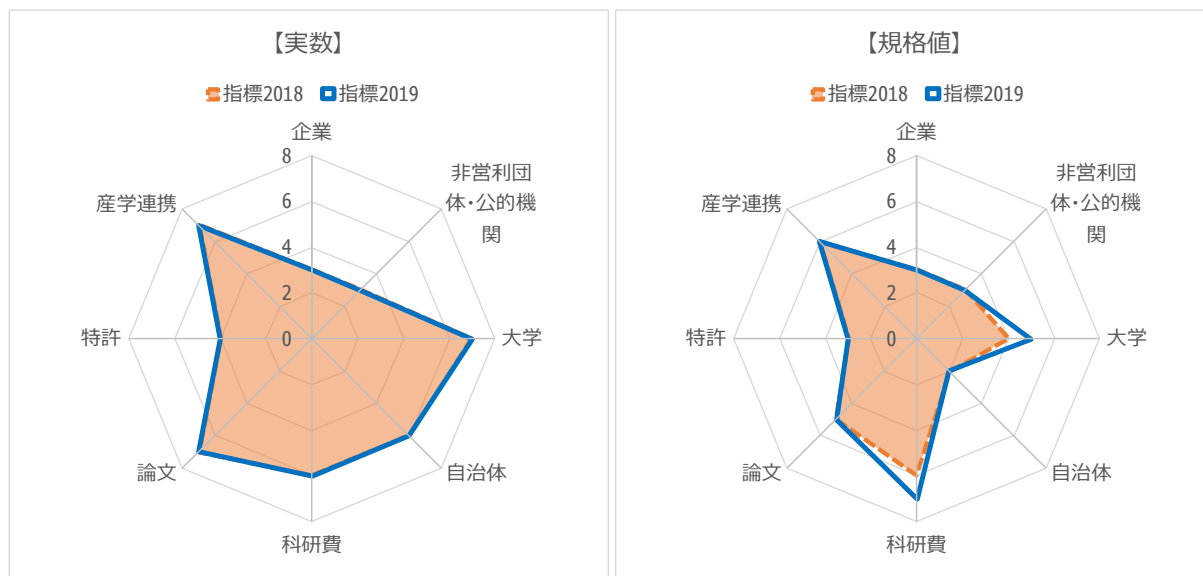 【実数】
指標2018 指標2019
企業
8
6
4
2
0
非営利団
体・公的機
関
大学
自治体
科研費
論文
特許
産学連携
【規格値】
指標2018 指標2019
企業
8
6
4
2
0
非営利団
体・公的機
関
大学
自治体
科研費
論文
特許
産学連携